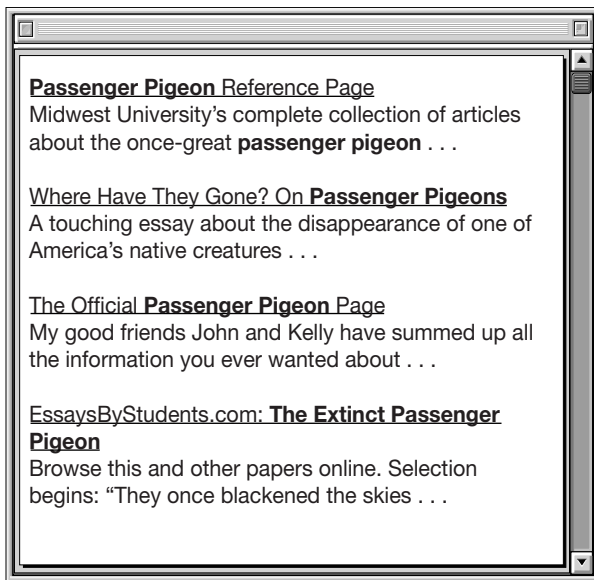 Passenger Pigeon Reference Page
Midwest University’s complete collection of articles
about the once-great passenger pigeon . . .
Where Have They Gone? On Passenger Pigeons
A touching essay about the disappearance of one of
America’s native creatures . . .
The Official Passenger Pigeon Page
My good friends John and Kelly have summed up all
the information you ever wanted about . . .
EssaysByStudents.com: The Extinct Passenger
Pigeon
Browse this and other papers online. Selection
begins: “They once blackened the skies . . .